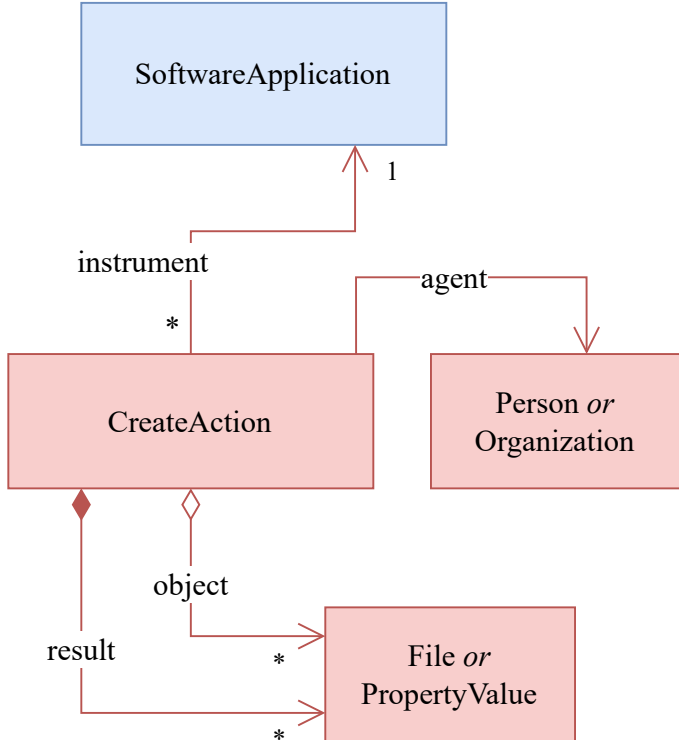 SoftwareApplication
1
instrument
agent
*
CreateAction
Person or
Organization
object
result
*
File or
PropertyValue
*